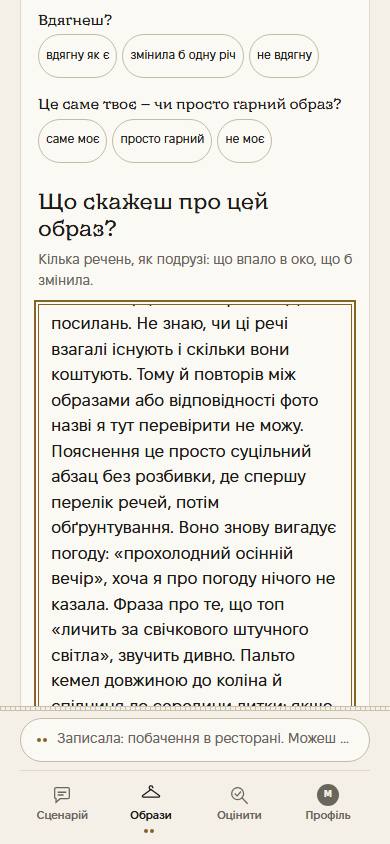 Вдягнеш?
вдягну як є
змінила б одну річ
не вдягну
Це саме твоє – чи просто гарний образ?
саме моє
просто гарний
не моє
Що скажеш про цей
образ?
Кілька речень, як подрузі: що впало в око, що б
змінила.
посилань. Не знаю, чи ці речі
взагалі існують і скільки вони
коштують. Тому й повторів між
образами або відповідності фото
назві я тут перевірити не можу.
Пояснення це просто суцільний
абзац без розбивки, де спершу
перелік речей, потім
обґрунтування. Воно знову вигадує
погоду: «прохолодний осінній
вечір», хоча я про погоду нічого не
казала. Фраза про те, що топ
«личить за свічкового штучного
світла», звучить дивно. Пальто
кемел довжиною до коліна й
спідниця до середини литки: якщо
Записала: побачення в ресторані. Можеш ...
Сценарій
Образи
Оцінити
М
Профіль